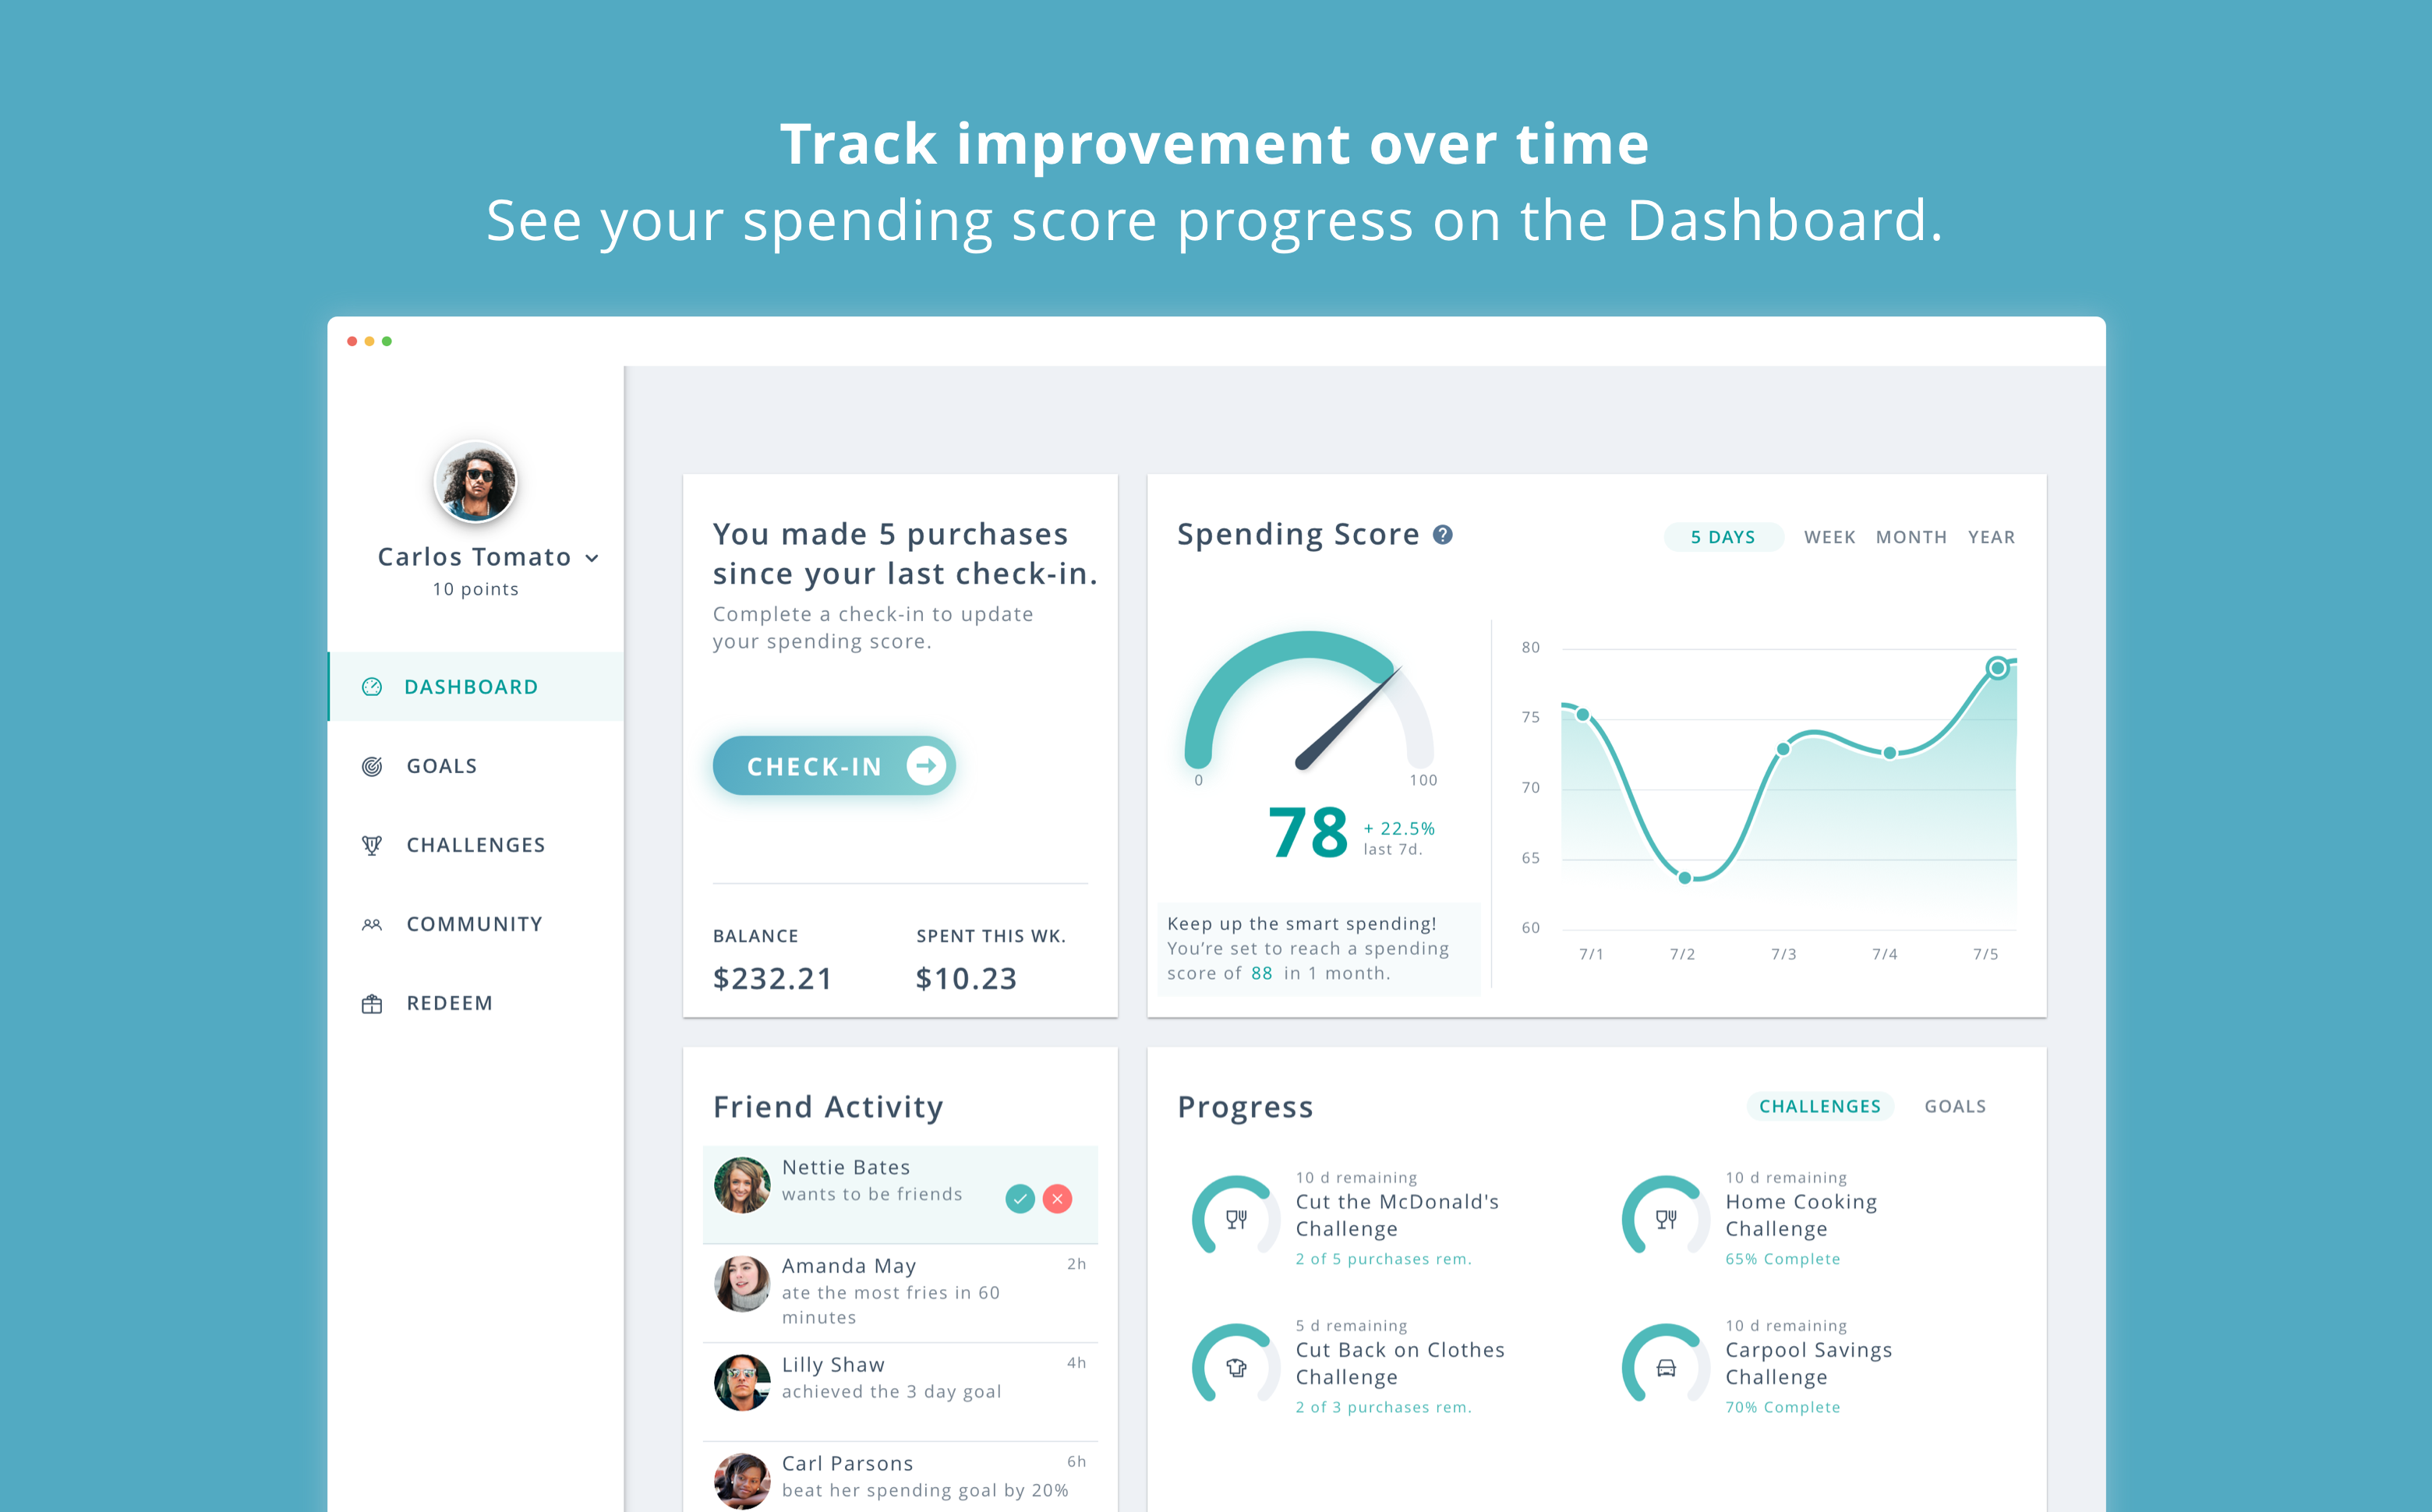 Track improvement over time
See your spending score progress on the Dashboard.
Carlos Tomato
10 points
DASHBOARD
GOALS
CHALLENGES
COMMUNITY
REDEEM
You made 5 purchases
since your last check-in.
Complete a check-in to update
your spending score.
CHECK-IN
BALANCE
$232.21
SPENT THIS WK.
$10.23
Spending Score ?
5 DAYS WEEK MONTH YEAR
0
100
78
+ 22.5%
last 7d.
Keep up the smart spending!
You’re set to reach a spending
score of 88 in 1 month.
80
75
70
65
60
7/1 7/2 7/3 7/4 7/5
Friend Activity
Nettie Bates
wants to be friends
Amanda May 2h
ate the most fries in 60
minutes
Lilly Shaw 4h
achieved the 3 day goal
Carl Parsons 6h
beat her spending goal by 20%
Progress
CHALLENGES GOALS
10 d remaining
Cut the McDonald's
Challenge
2 of 5 purchases rem.
10 d remaining
Home Cooking
Challenge
65% Complete
5 d remaining
Cut Back on Clothes
Challenge
2 of 3 purchases rem.
10 d remaining
Carpool Savings
Challenge
70% Complete